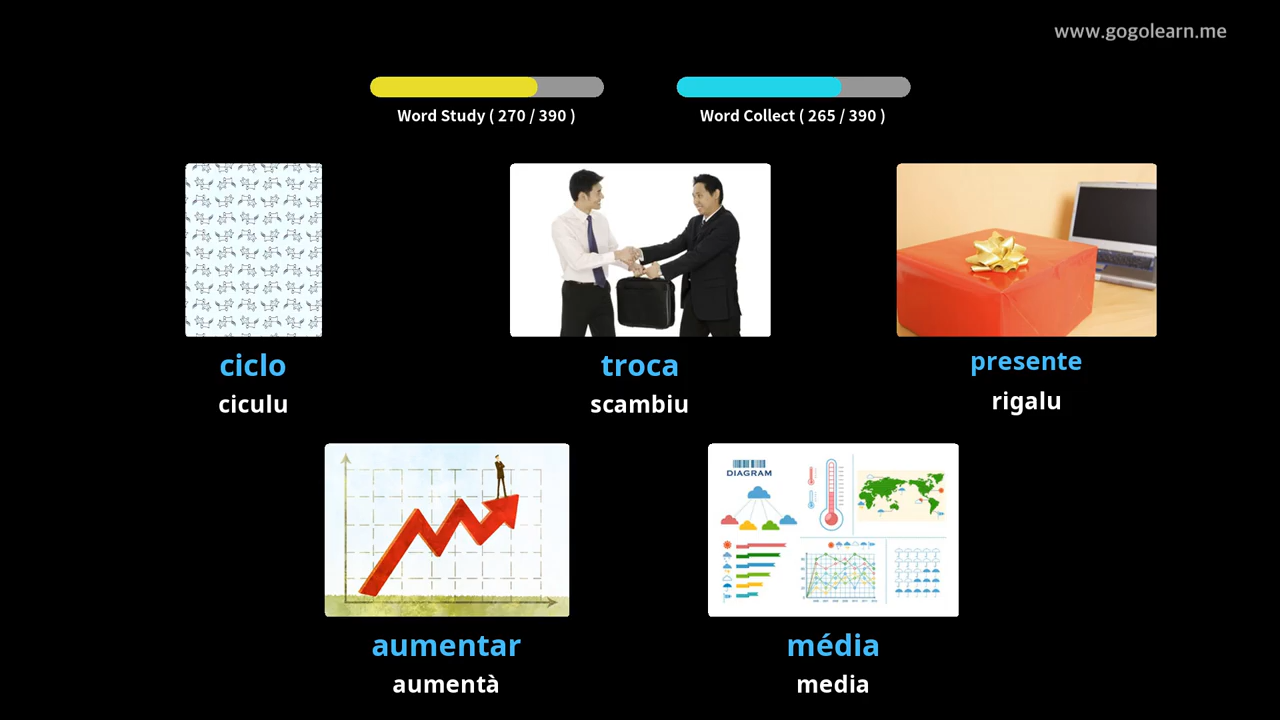 www.gogolearn.me
Word Study ( 270 / 390 )
Word Collect ( 265 / 390 )
ciclo
ciculu
troca
scambiu
presente
rigalu
DIAGRAM
aumentar
aumentà
média
media